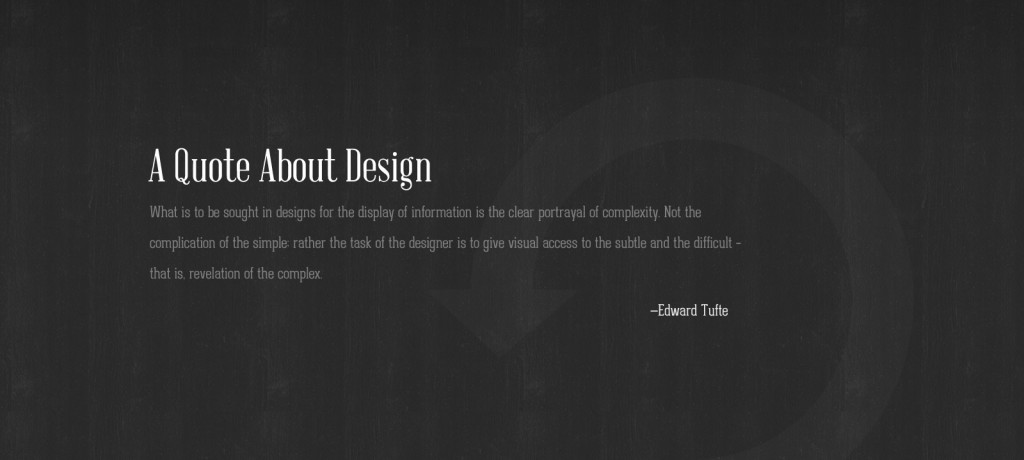 A Quote About Design
What is to be sought in designs for the display of information is the clear portrayal of complexity. Not the
complication of the simple; rather the task of the designer is to give visual access to the subtle and the difficult –
that is, revelation of the complex.
—Edward Tufte